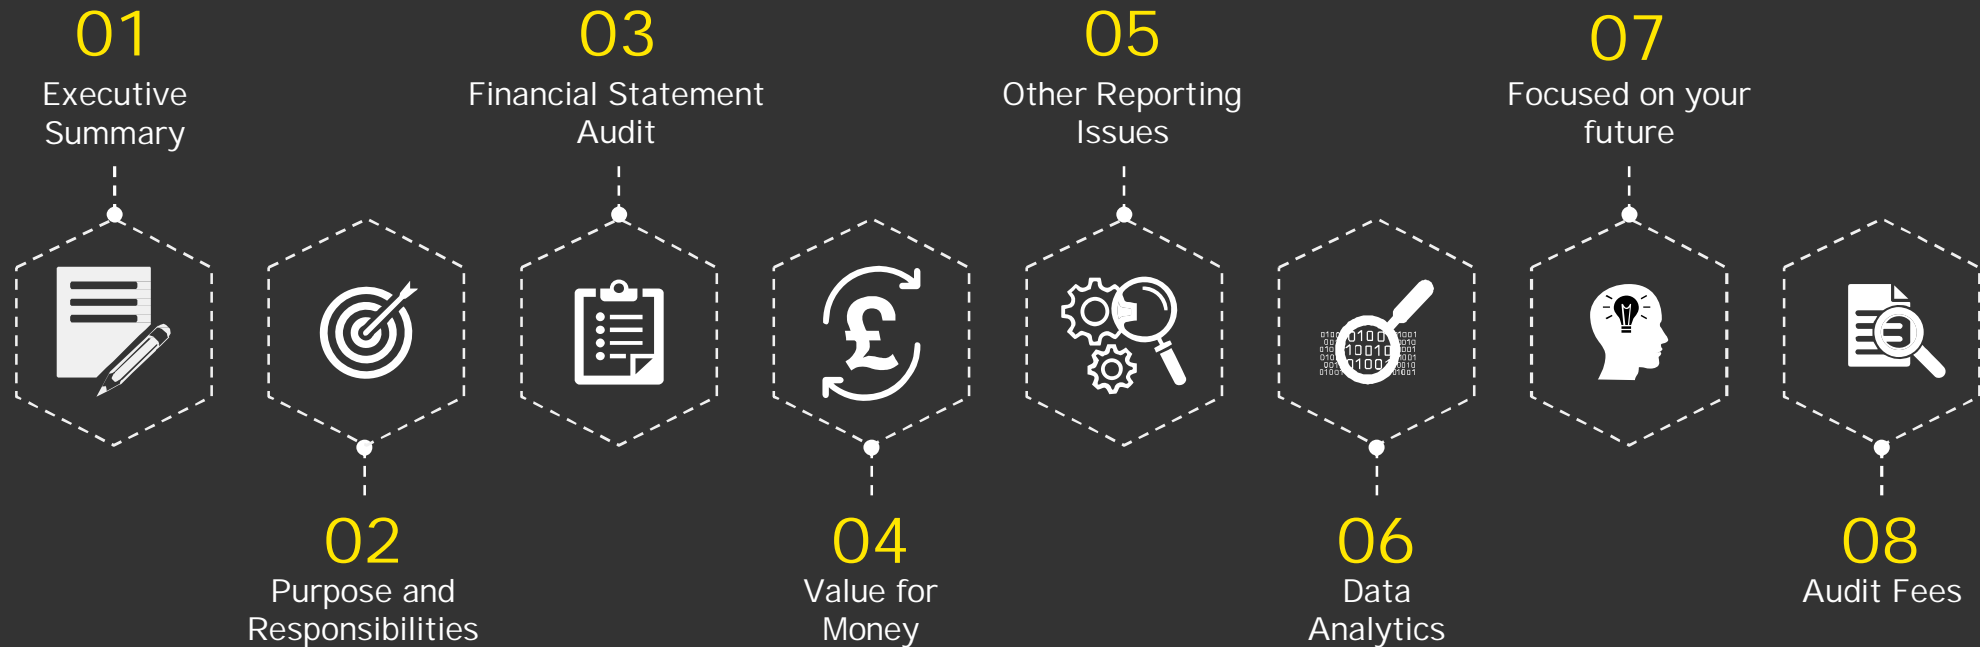 01
Executive
Summary
02
Purpose and
Responsibilities
03
Financial Statement
Audit
04
Value for
Money
£
05
Other Reporting
Issues
06
Data
Analytics
07
Focused on your
future
08
Audit Fees